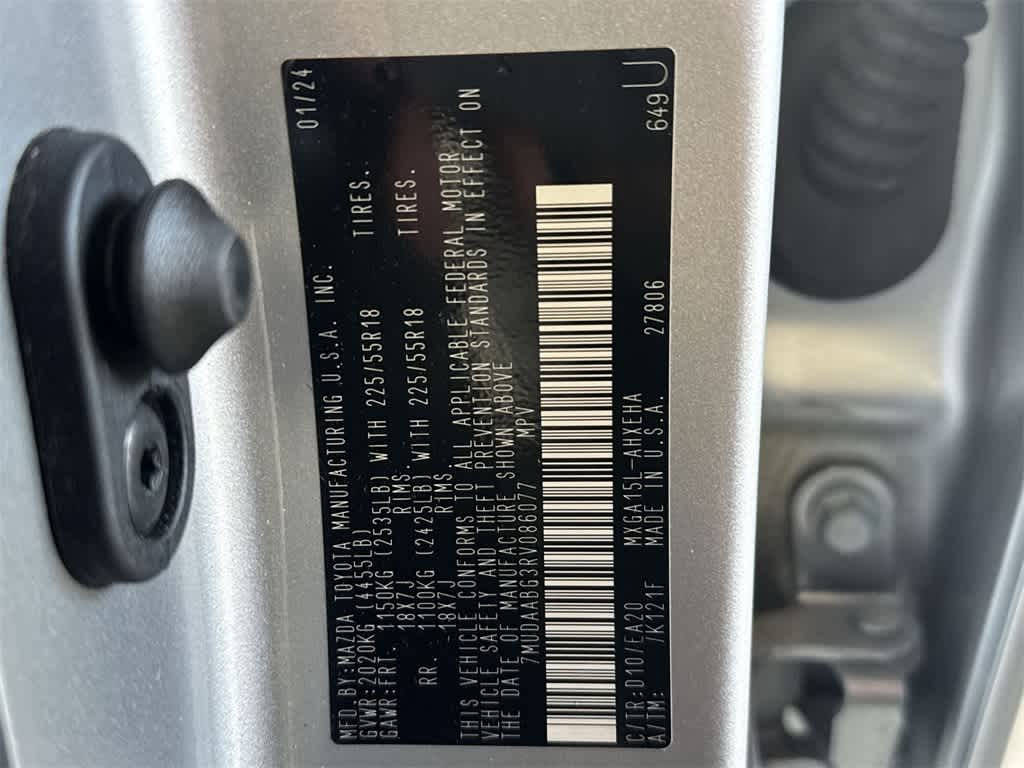 MFD BY:MAZDA TOYOTA MANUFACTURING U.S.A. INC. 01/24
GVWR:2020KG (4455LB)
GAWR:FRT. 1150KG (2535LB) WITH 225/55R18 TIRES.
18X7J RIMS.
RR. 1100KG (2425LB) WITH 225/55R18 TIRES.
18X7J RIMS
THIS VEHICLE CONFORMS TO ALL APPLICABLE FEDERAL MOTOR
VEHICLE SAFETY AND THEFT PREVENTION STANDARDS IN EFFECT ON
THE DATE OF MANUFACTURE SHOWN ABOVE
7MUDAABG3RV086077 MPV
C/TR:D10/EA20 MXGA15L-AHXEHA 27806 649 U
A/TM: /K121F MADE IN U.S.A.